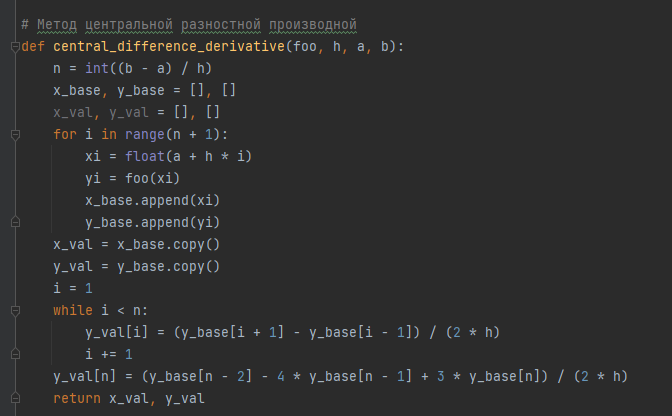 # Метод центральной разностной производной
def central_difference_derivative(foo, h, a, b):
    n = int((b - a) / h)
    x_base, y_base = [], []
    x_val, y_val = [], []
    for i in range(n + 1):
        xi = float(a + h * i)
        yi = foo(xi)
        x_base.append(xi)
        y_base.append(yi)
    x_val = x_base.copy()
    y_val = y_base.copy()
    i = 1
    while i < n:
        y_val[i] = (y_base[i + 1] - y_base[i - 1]) / (2 * h)
        i += 1
    y_val[n] = (y_base[n - 2] - 4 * y_base[n - 1] + 3 * y_base[n]) / (2 * h)
    return x_val, y_val